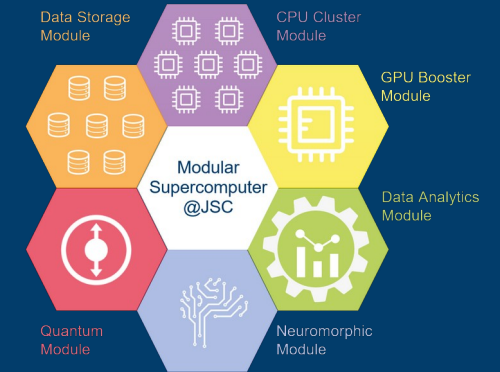 Data Storage
Module
CPU Cluster
Module
GPU Booster
Module
Modular
Supercomputer
@JSC
Data Analytics
Module
Quantum
Module
Neuromorphic
Module